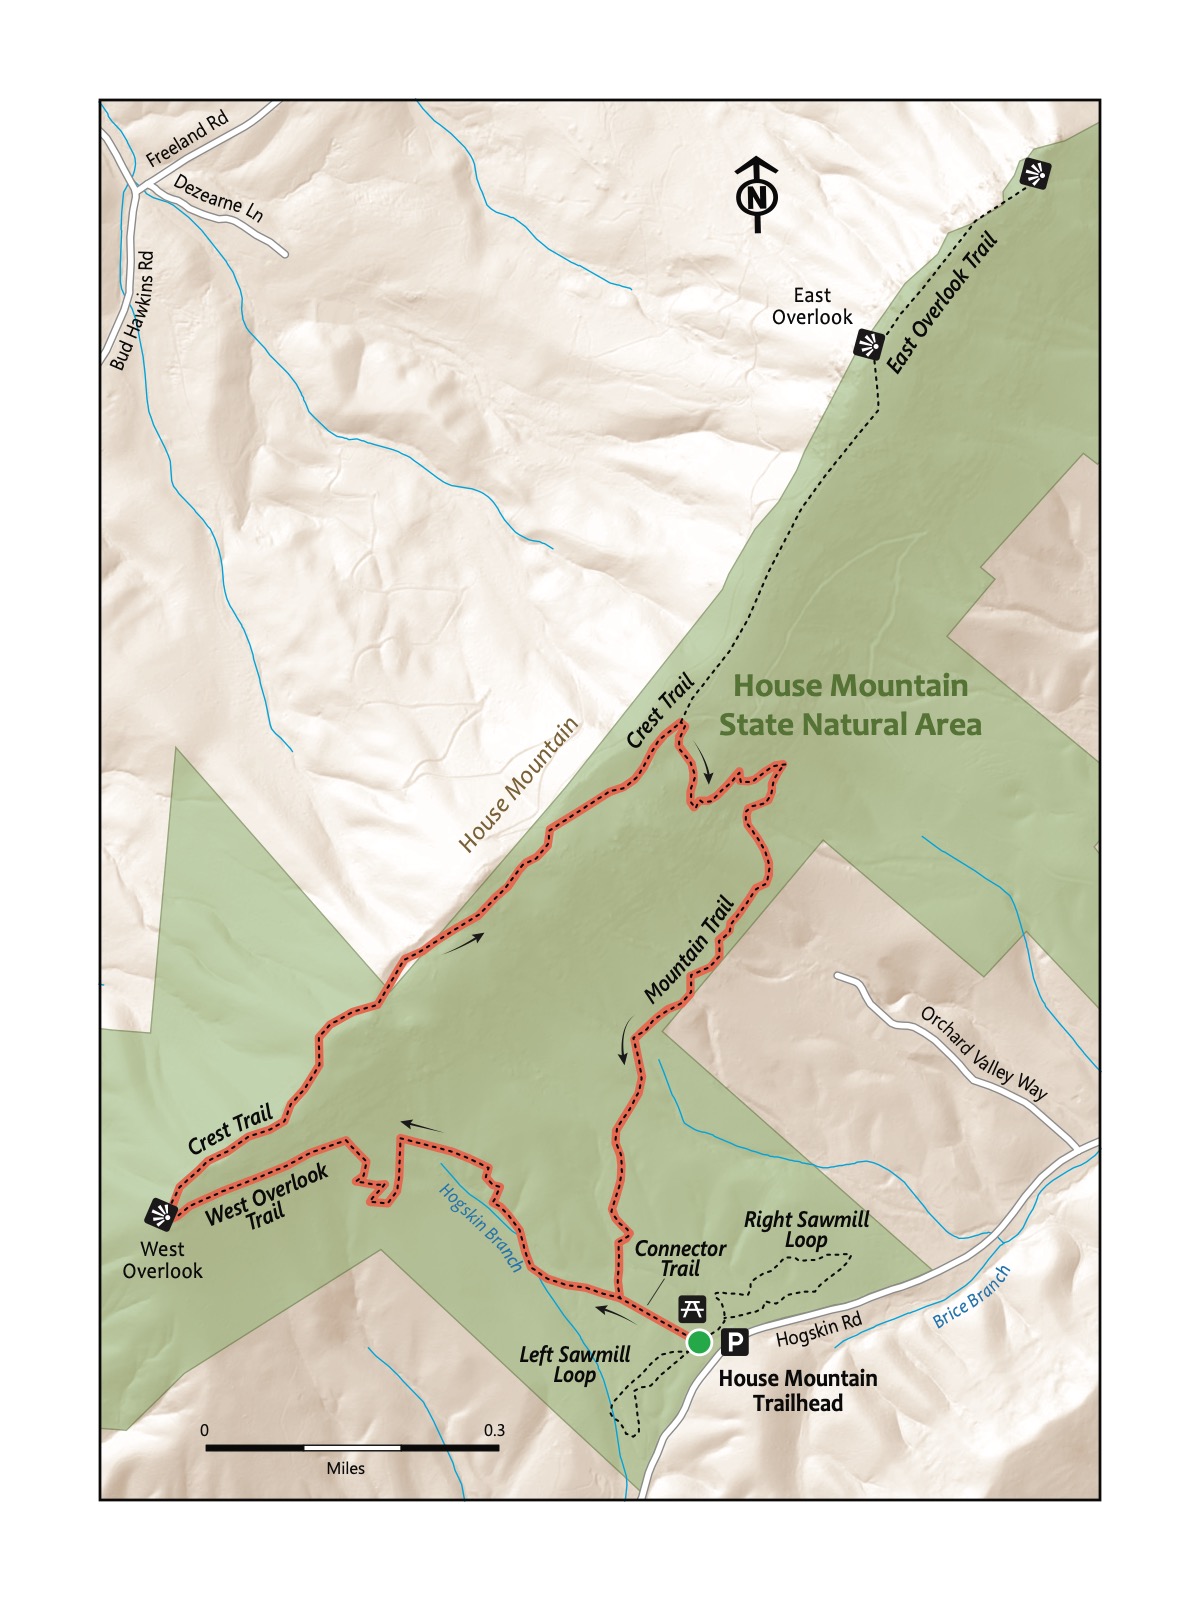 Freeland Rd
Dezearne Ln
Bud Hawkins Rd
N
East
Overlook
East Overlook Trail
House Mountain
State Natural Area
Crest Trail
House Mountain
Mountain Trail
Orchard Valley Way
Crest Trail
West Overlook
Trail
West
Overlook
Hogskin Branch
Connector
Trail
Right Sawmill
Loop
Brice Branch
Hogskin Rd
P
Left Sawmill
Loop
House Mountain
Trailhead
0
0.3
Miles